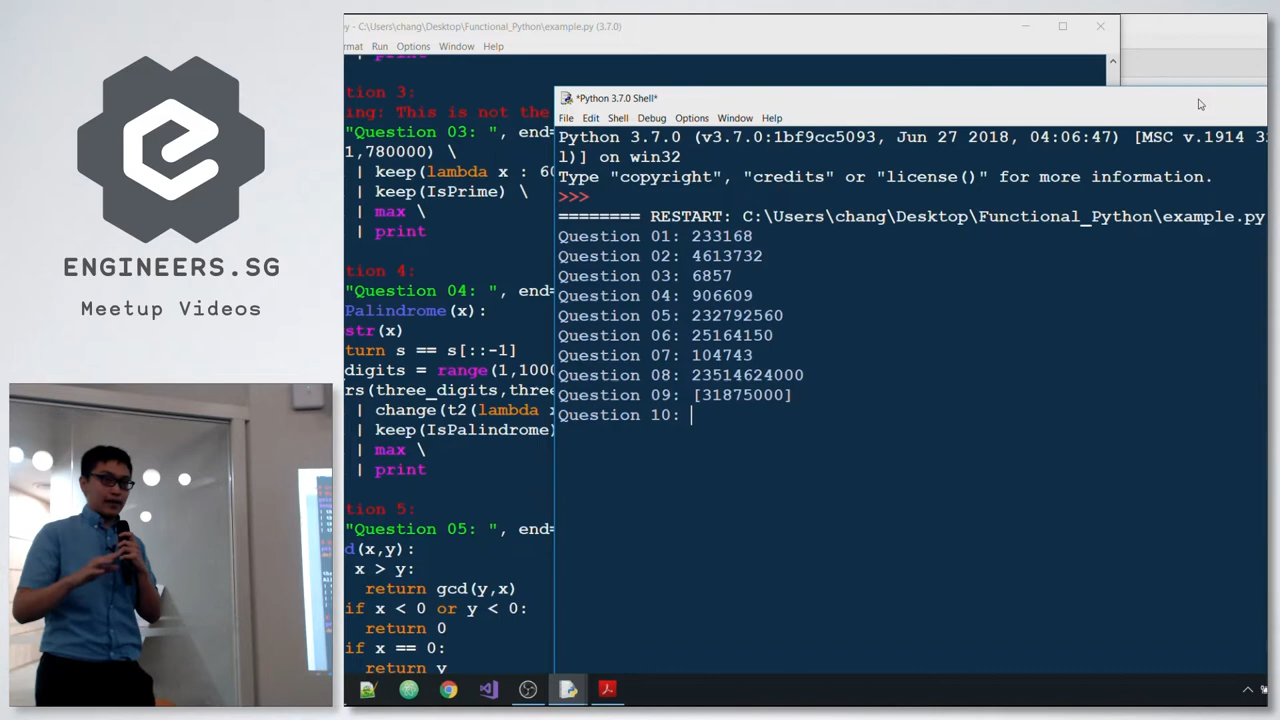 ENGINEERS.SG
Meetup Videos
- C:\Users\chang\Desktop\Functional_Python\example.py (3.7.0)
Run Options Window Help
print
tion 3:
ing: This is not the
"Question 03: ", end=
1,780000) \
| keep(lambda x : 60
| keep(IsPrime) \
| max \
| print
tion 4:
"Question 04: ", end=
Palindrome(x):
str(x)
turn s == s[::-1]
digits = range(1,1000
rs(three_digits,three
| change(t2(lambda x
| keep(IsPalindrome)
| max \
| print
tion 5:
"Question 05: ", end=
d(x,y):
x > y:
return gcd(y,x)
if x < 0 or y < 0:
return 0
if x == 0:
return y
*Python 3.7.0 Shell*
File Edit Shell Debug Options Window Help
Python 3.7.0 (v3.7.0:1bf9cc5093, Jun 27 2018, 04:06:47) [MSC v.1914 32
l)] on win32
Type "copyright", "credits" or "license()" for more information.
>>>
======== RESTART: C:\Users\chang\Desktop\Functional_Python\example.py
Question 01: 233168
Question 02: 4613732
Question 03: 6857
Question 04: 906609
Question 05: 232792560
Question 06: 25164150
Question 07: 104743
Question 08: 23514624000
Question 09: [31875000]
Question 10: